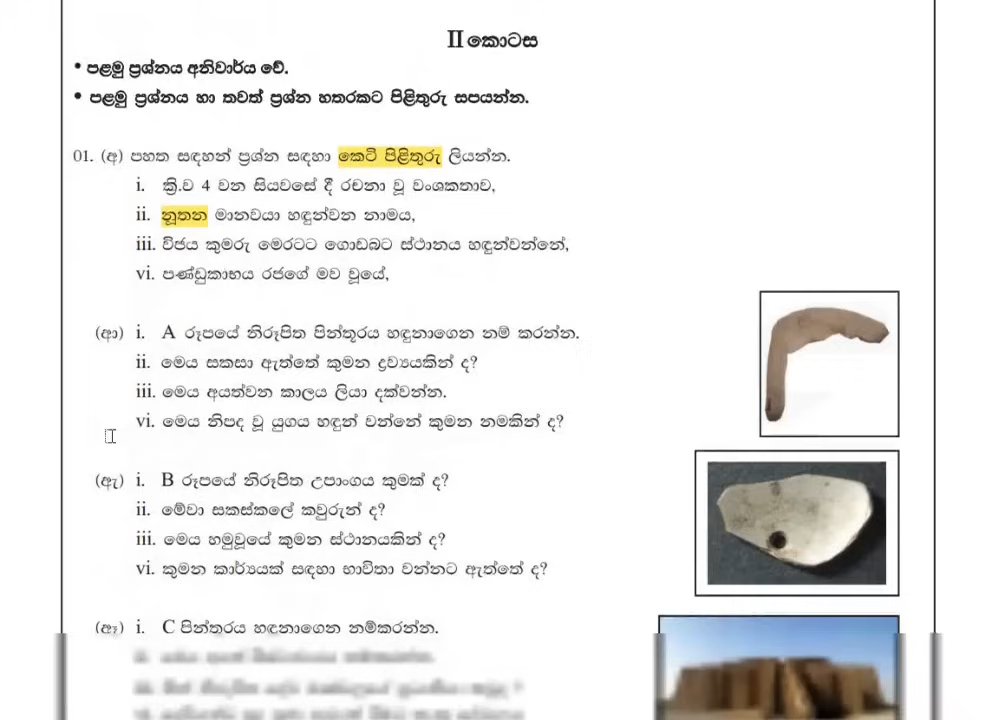 II කොටස
• පළමු ප්‍රශ්නය අනිවාර්ය වේ.
• පළමු ප්‍රශ්නය හා තවත් ප්‍රශ්න හතරකට පිළිතුරු සපයන්න.
01. (අ) පහත සඳහන් ප්‍රශ්න සඳහා කෙටි පිළිතුරු ලියන්න.
i. ක්‍රි.ව 4 වන සියවසේ දී රචනා වූ වංශකතාව,
ii. නූතන මානවයා හඳුන්වන නාමය,
iii. විජය කුමරු මෙරටට ගොඩබට ස්ථානය හඳුන්වන්නේ,
vi. පණ්ඩුකාභය රජගේ මව වූයේ,
(ආ) i. A රූපයේ නිරූපිත පින්තූරය හඳුනාගෙන නම් කරන්න.
ii. මෙය සකසා ඇත්තේ කුමන ද්‍රව්‍යයකින් ද?
iii. මෙය අයත්වන කාලය ලියා දක්වන්න.
vi. මෙය නිපද වූ යුගය හඳුන් වන්නේ කුමන නමකින් ද?
(ඇ) i. B රූපයේ නිරූපිත උපාංගය කුමක් ද?
ii. මේවා සකස්කලේ කවුරුන් ද?
iii. මෙය හමුවූයේ කුමන ස්ථානයකින් ද?
vi. කුමන කාර්යයක් සඳහා භාවිතා වන්නට ඇත්තේ ද?
(ඈ) i. C පින්තුරය හඳුනාගෙන නම්කරන්න.